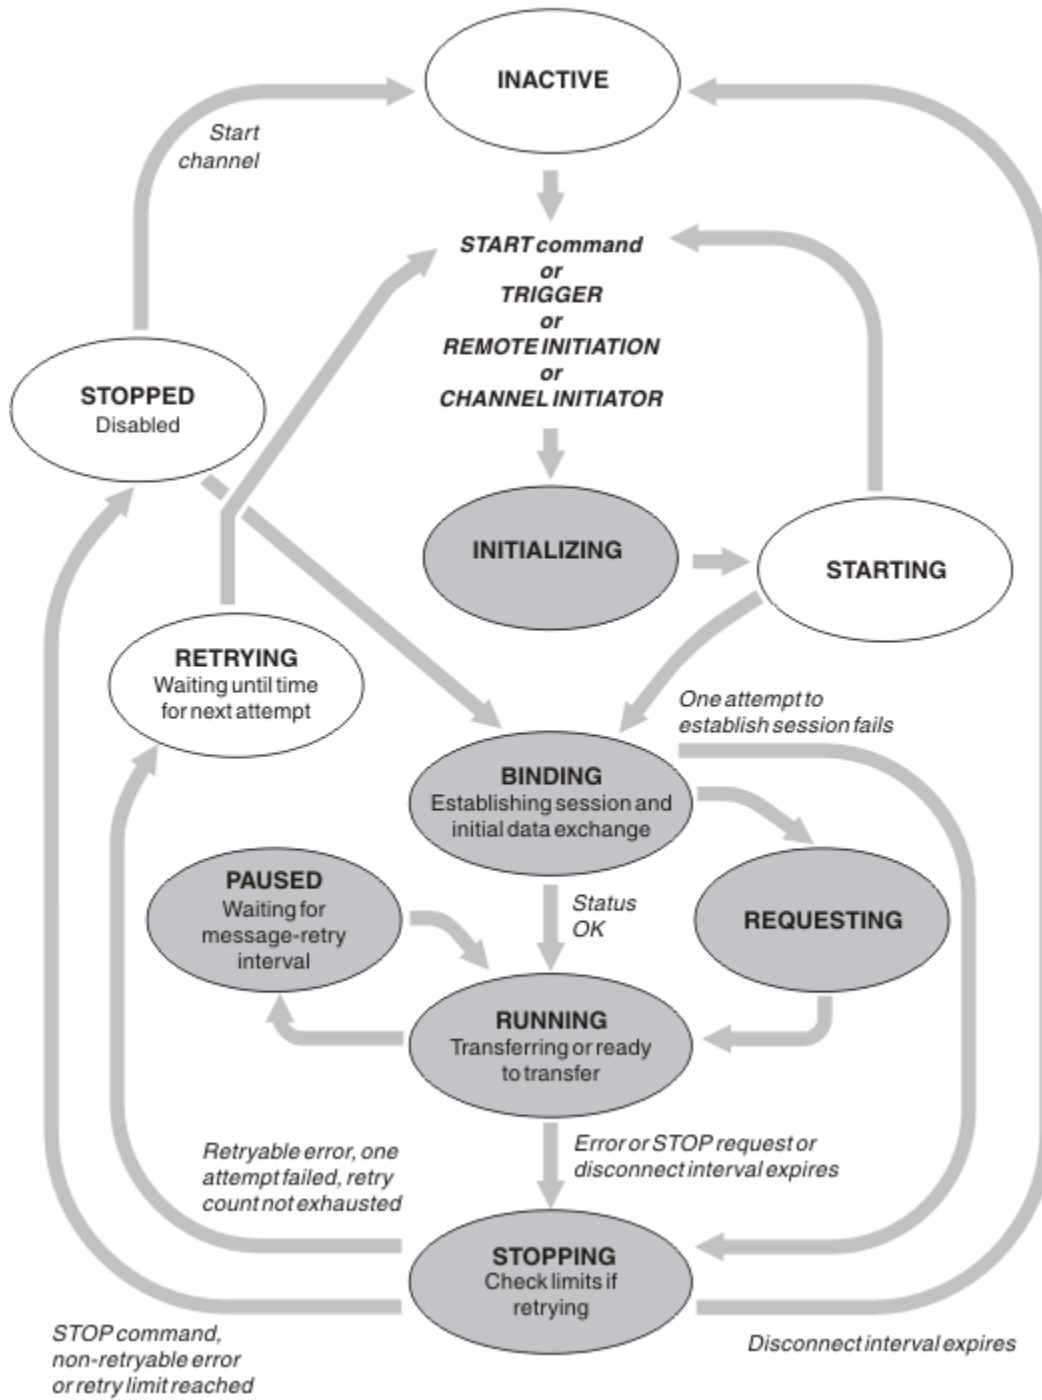 INACTIVE
Start
channel
START command
or
TRIGGER
or
REMOTE INITIATION
or
CHANNEL INITIATOR
STOPPED
Disabled
INITIALIZING
STARTING
RETRYING
Waiting until time
for next attempt
One attempt to
establish session fails
BINDING
Establishing session and
initial data exchange
PAUSED
Waiting for
message-retry
interval
Status
OK
REQUESTING
RUNNING
Transferring or ready
to transfer
Retryable error, one
attempt failed, retry
count not exhausted
Error or STOP request or
disconnect interval expires
STOPPING
Check limits if
retrying
STOP command,
non-retryable error
or retry limit reached
Disconnect interval expires